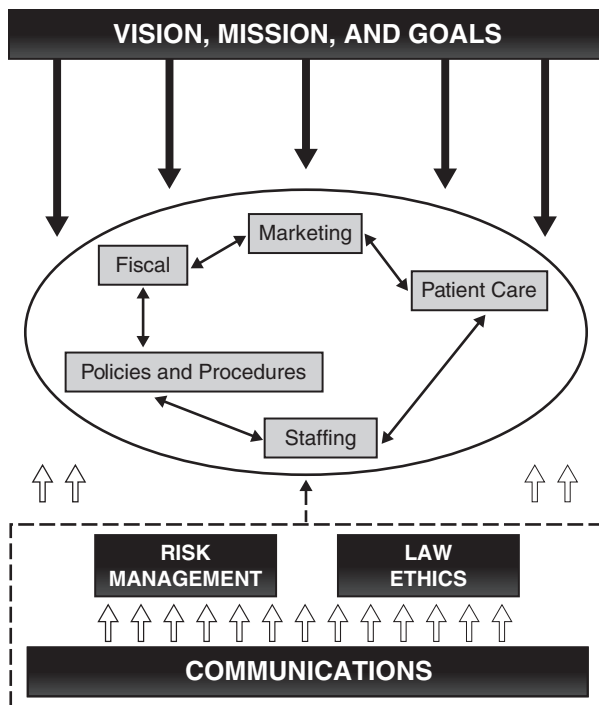 VISION, MISSION, AND GOALS
Marketing
Fiscal
Patient Care
Policies and Procedures
Staffing
RISK
MANAGEMENT
LAW
ETHICS
COMMUNICATIONS